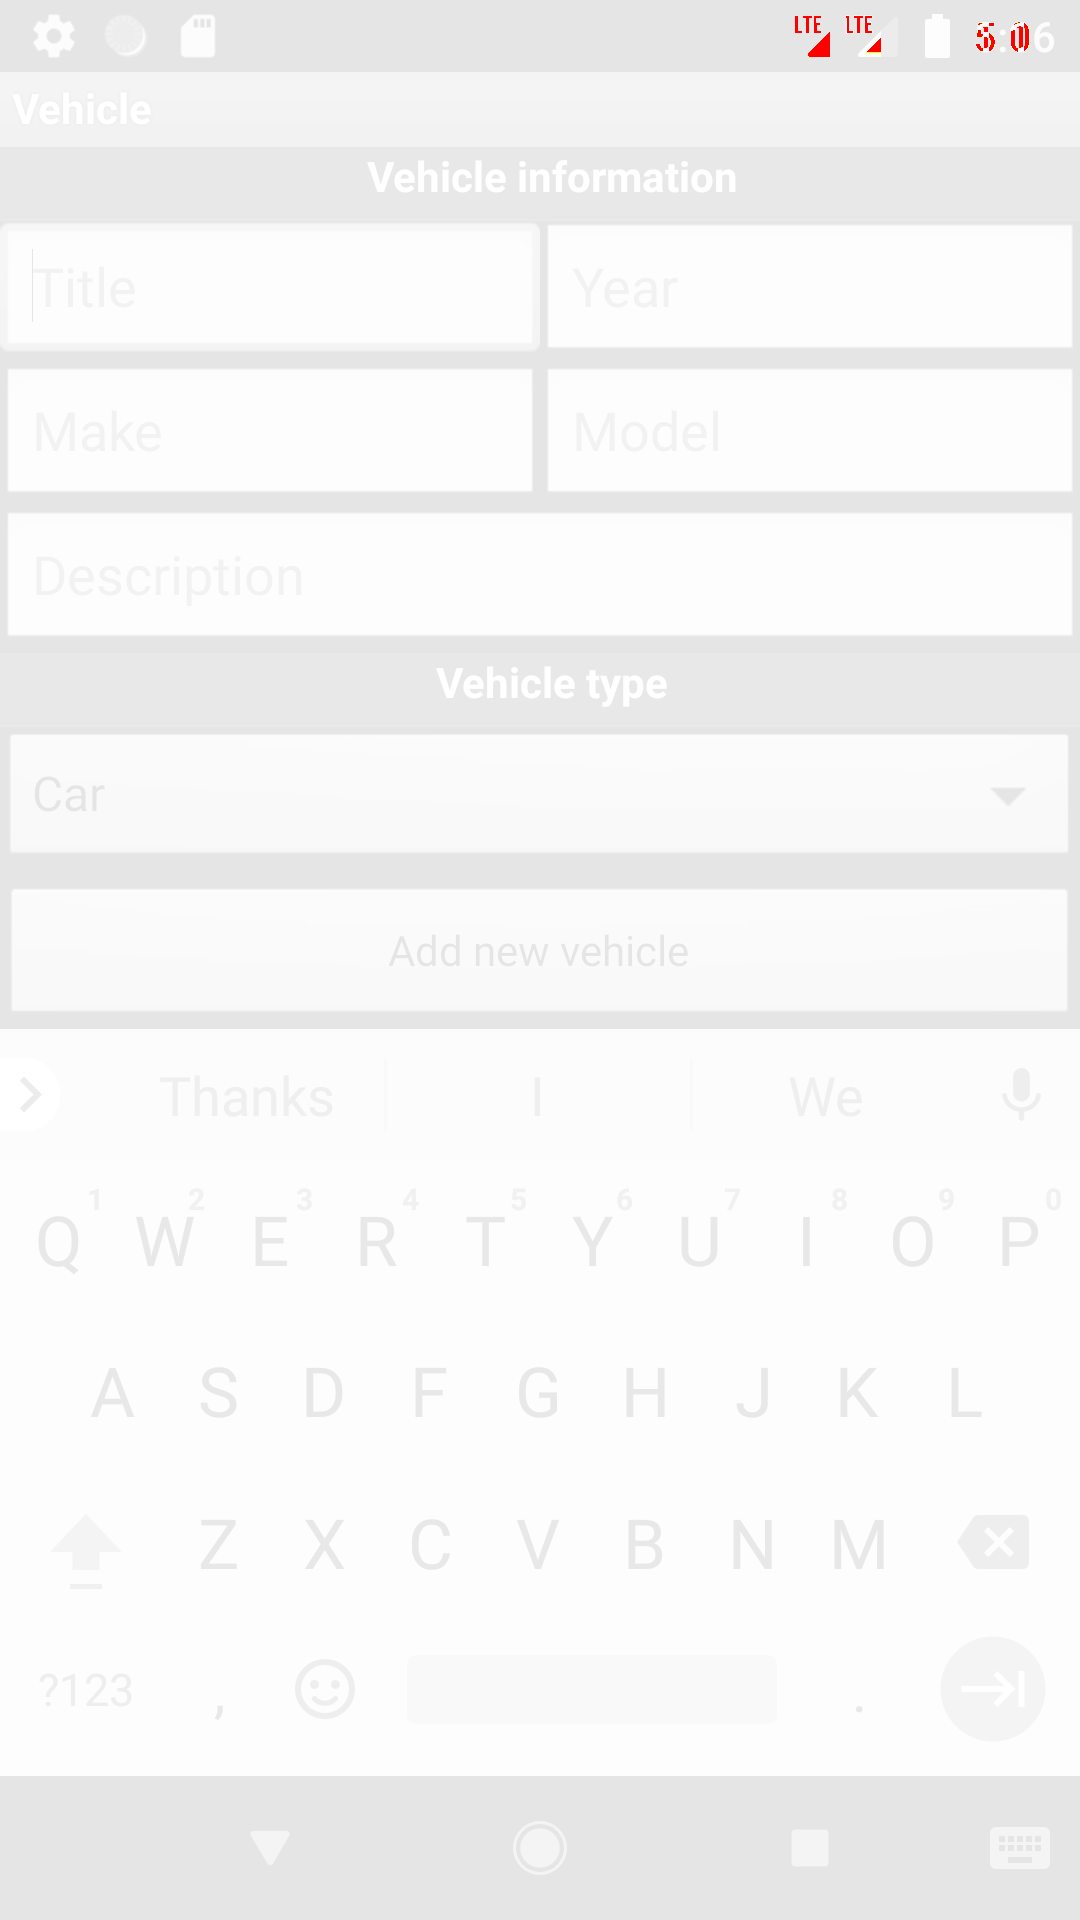 LTE LTE 5:06
Vehicle
Vehicle information
Title Year
Make Model
Description
Vehicle type
Car
Add new vehicle
Thanks I We
1 2 3 4 5 6 7 8 9 0
Q W E R T Y U I O P
A S D F G H J K L
Z X C V B N M
?123 , .